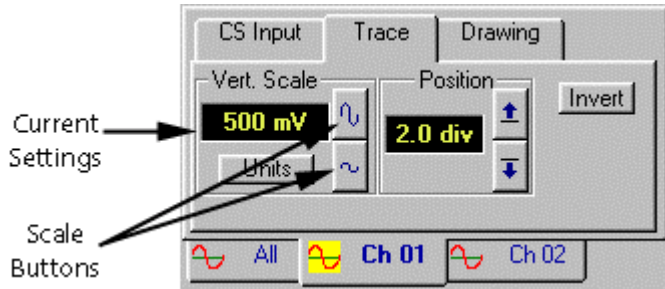 CS Input Trace Drawing
Vert. Scale Position
500 mV 2.0 div Invert
Units
Current
Settings
Scale
Buttons
All Ch 01 Ch 02